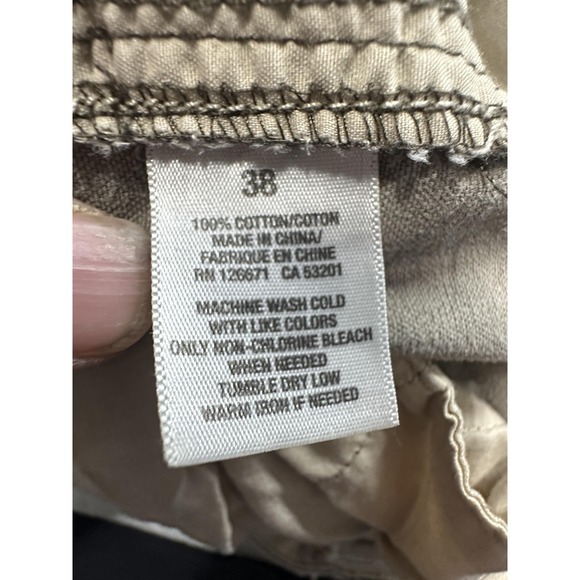 38
100% COTTON/COTON
MADE IN CHINA/
FABRIQUE EN CHINE
RN 126671 CA 53201
MACHINE WASH COLD
WITH LIKE COLORS
ONLY NON-CHLORINE BLEACH
WHEN NEEDED
TUMBLE DRY LOW
WARM IRON IF NEEDED